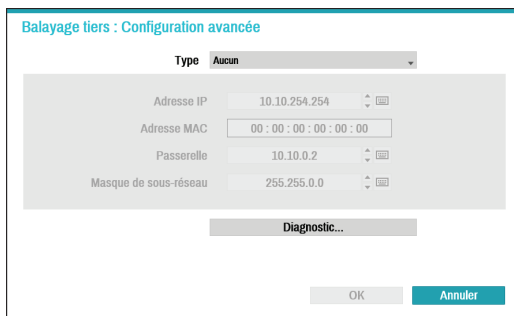 Balayage tiers : Configuration avancée
Type Aucun
Adresse IP 10.10.254.254
Adresse MAC 00 : 00 : 00 : 00 : 00 : 00
Passerelle 10.10.0.2
Masque de sous-réseau 255.255.0.0
Diagnostic...
OK Annuler